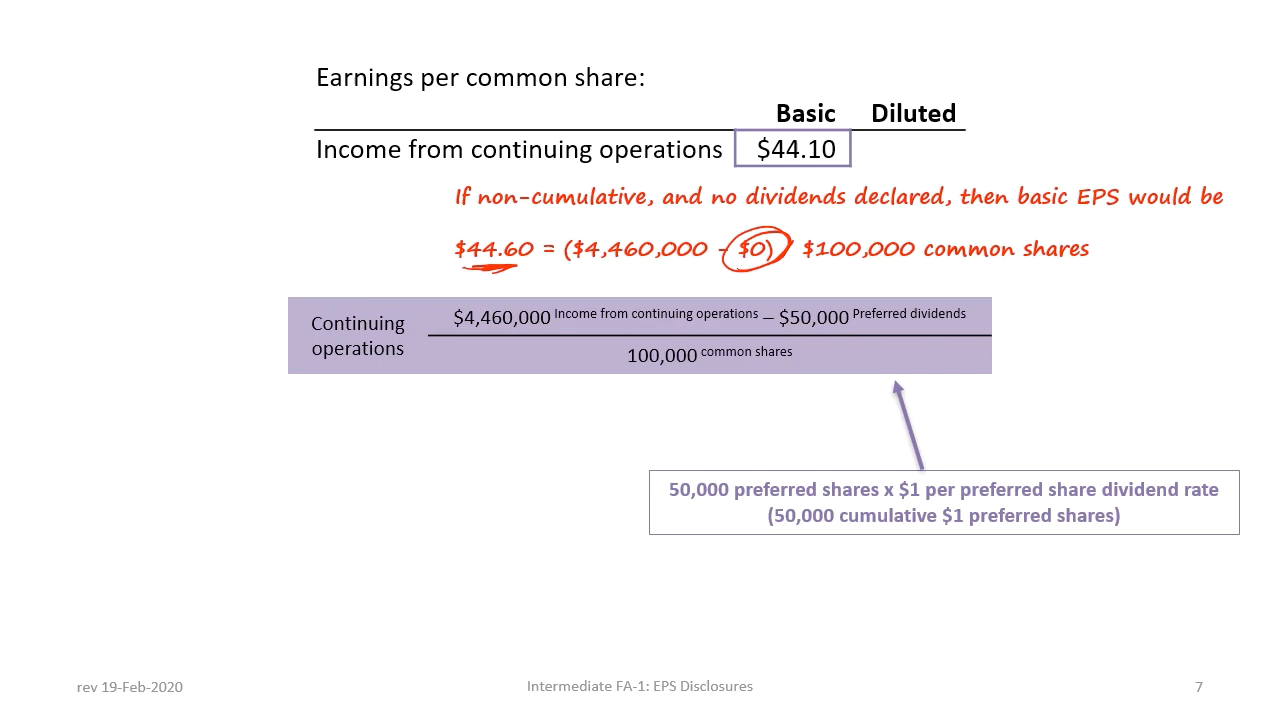 Earnings per common share:
Basic Diluted
Income from continuing operations $44.10
If non-cumulative, and no dividends declared, then basic EPS would be
$44.60 = ($4,460,000 - $0) $100,000 common shares
Continuing
operations
$4,460,000 Income from continuing operations – $50,000 Preferred dividends
100,000 common shares
50,000 preferred shares x $1 per preferred share dividend rate
(50,000 cumulative $1 preferred shares)
rev 19-Feb-2020 Intermediate FA-1: EPS Disclosures 7